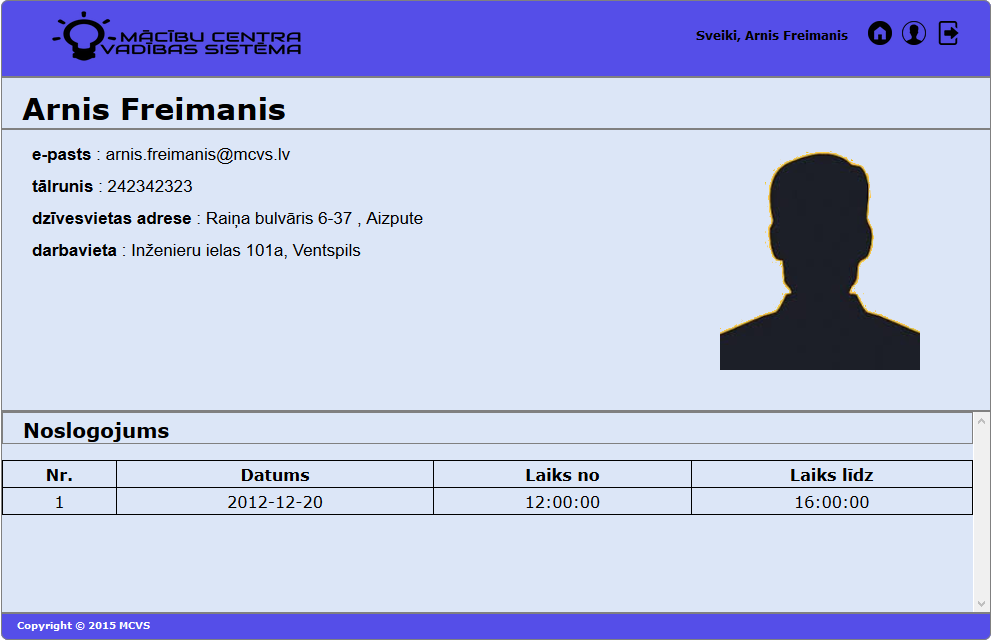 MĀCĪBU CENTRA
VADĪBAS SISTĒMA
Sveiki, Arnis Freimanis
Arnis Freimanis
e-pasts : arnis.freimanis@mcvs.lv
tālrunis : 242342323
dzīvesvietas adrese : Raiņa bulvāris 6-37 , Aizpute
darbavieta : Inženieru ielas 101a, Ventspils
Noslogojums
Nr. Datums Laiks no Laiks līdz
1 2012-12-20 12:00:00 16:00:00
Copyright © 2015 MCVS